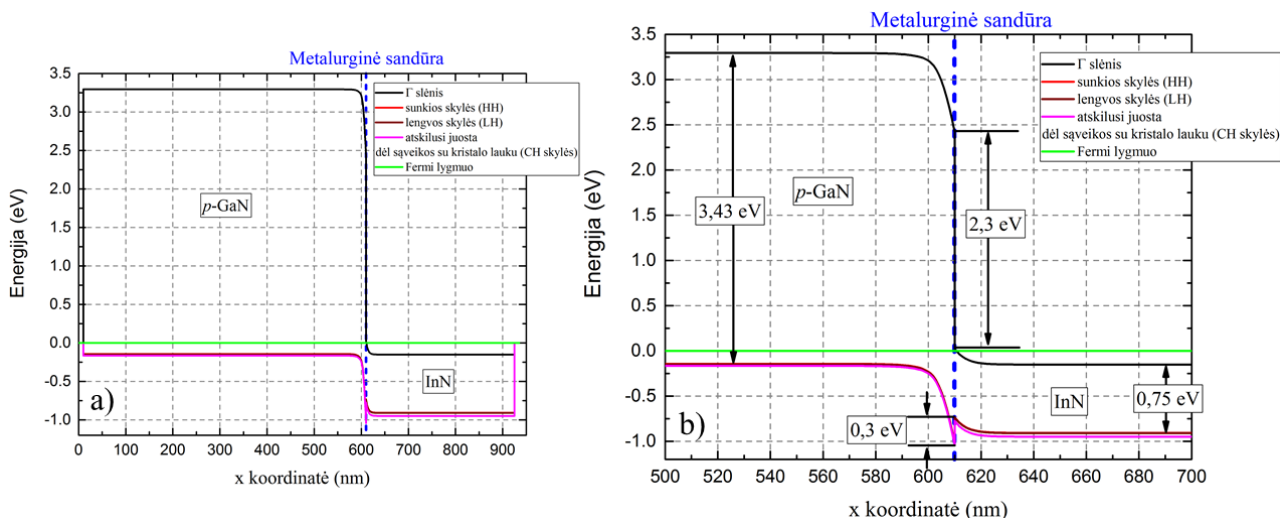 Metalurginė sandūra
3.5
3.0
2.5
2.0
1.5
1.0
0.5
0.0
-0.5
-1.0
Energija (eV)
Γ slėnis
sunkios skylės (HH)
lengvos skylės (LH)
atskilusi juosta
dėl sąveikos su kristalo lauku (CH skylės)
Fermi lygmuo
p-GaN
InN
a)
0 100 200 300 400 500 600 700 800 900
x koordinatė (nm)
Metalurginė sandūra
3.5
3.0
2.5
2.0
1.5
1.0
0.5
0.0
-0.5
-1.0
Energija (eV)
Γ slėnis
sunkios skylės (HH)
lengvos skylės (LH)
atskilusi juosta
dėl sąveikos su kristalo lauku (CH skylės)
Fermi lygmuo
3,43 eV
p-GaN
2,3 eV
InN
0,75 eV
0,3 eV
b)
500 520 540 560 580 600 620 640 660 680 700
x koordinatė (nm)